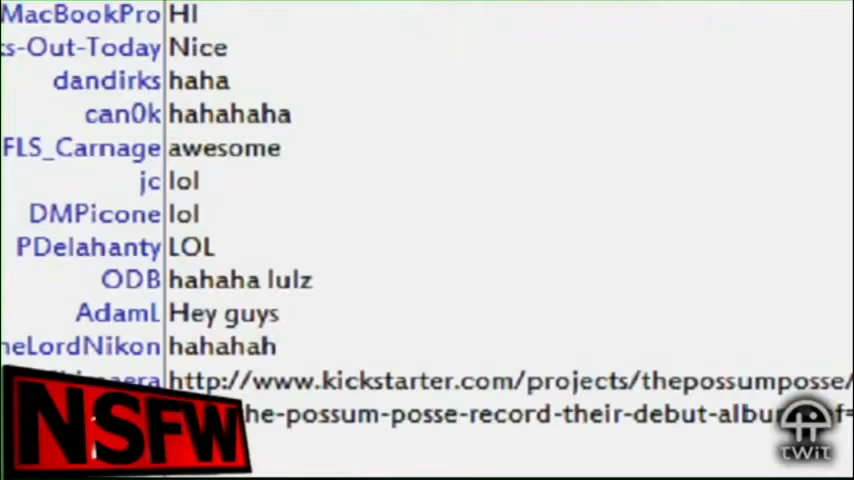 MacBookPro HI
s-Out-Today Nice
dandirks haha
can0k hahahaha
FLS_Carnage awesome
jc lol
DMPicone lol
PDelahanty LOL
ODB hahaha lulz
AdamL Hey guys
neLordNikon hahahah
http://www.kickstarter.com/projects/thepossumposse/
he-possum-posse-record-their-debut-albu
NSFW
TWiT